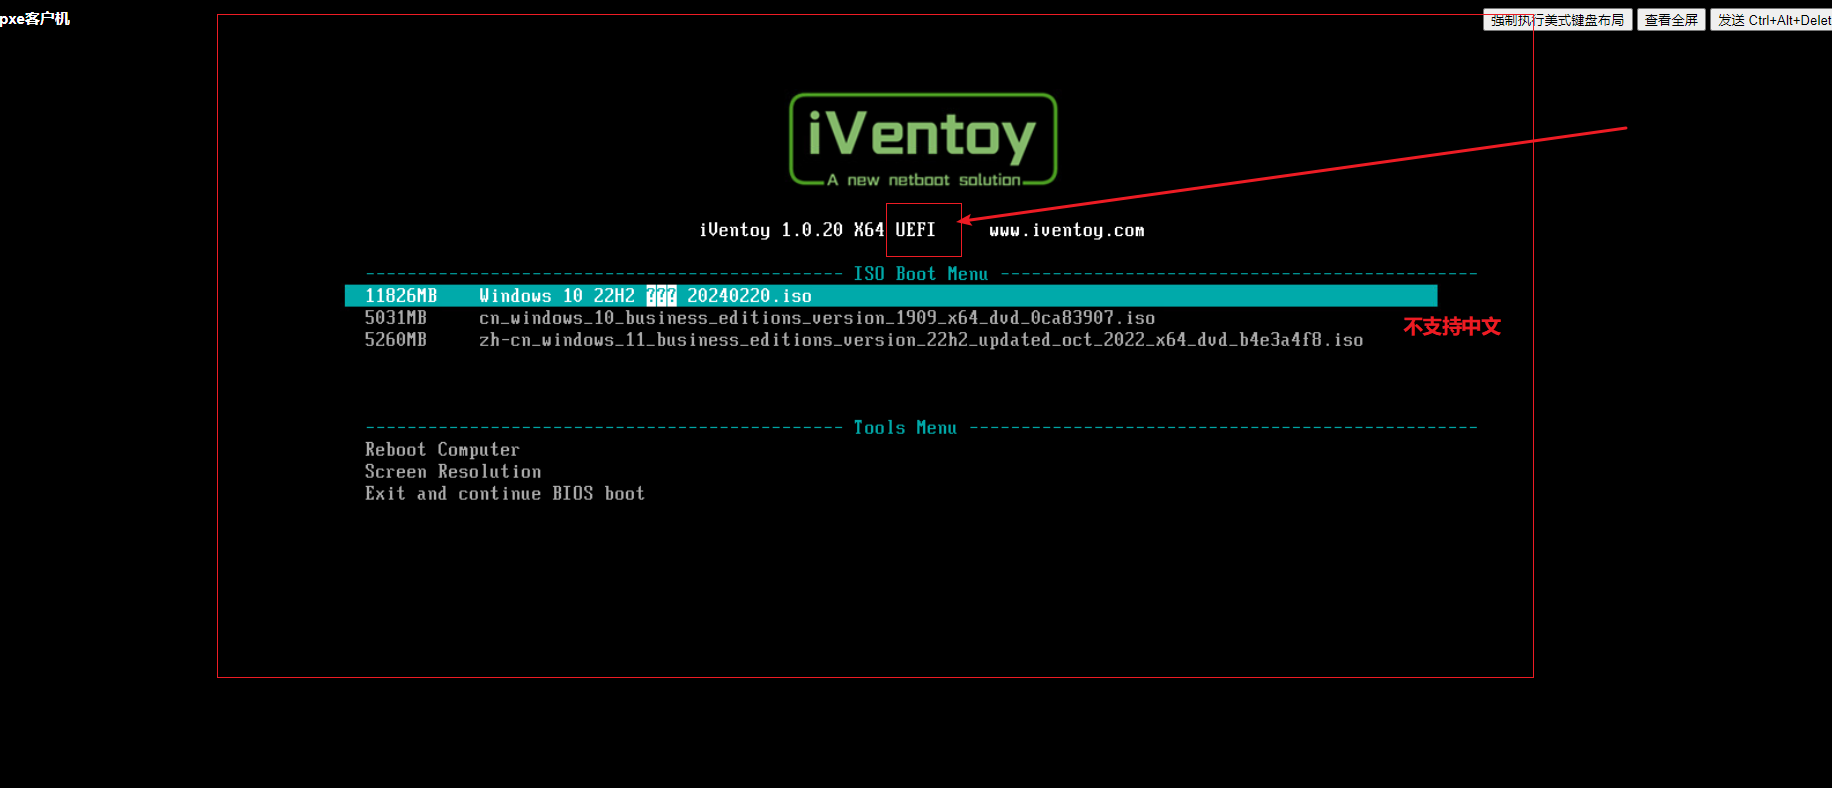 pxe客户机
强制执行美式键盘布局 查看全屏 发送 Ctrl+Alt+Delet
iVentoy
A new netboot solution
iVentoy 1.0.20 X64 UEFI www.iventoy.com
---------------------------------------------- ISO Boot Menu ----------------------------------------------
11826MB Windows 10 22H2 ??? 20240220.iso
5031MB cn_windows_10_business_editions_version_1909_x64_dvd_0ca83907.iso
不支持中文
5260MB zh-cn_windows_11_business_editions_version_22h2_updated_oct_2022_x64_dvd_b4e3a4f8.iso
---------------------------------------------- Tools Menu -------------------------------------------------
Reboot Computer
Screen Resolution
Exit and continue BIOS boot